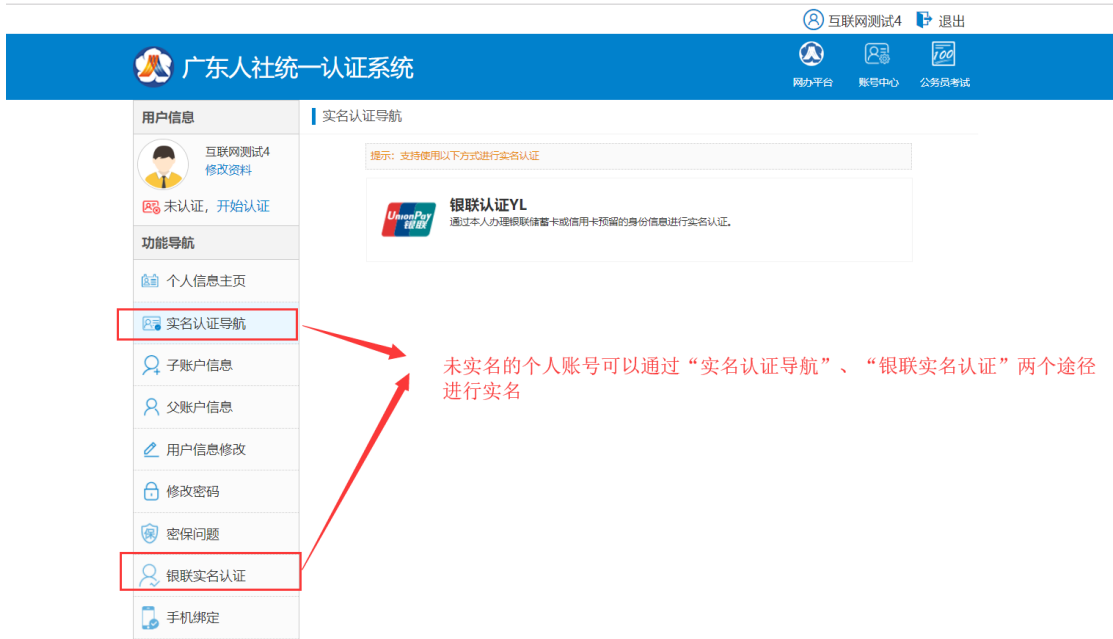 互联网测试4 退出
广东人社统一认证系统
网办平台 账号中心 公务员考试
用户信息
实名认证导航
互联网测试4
修改资料
未认证，开始认证
提示：支持使用以下方式进行实名认证
UnionPay
银联
银联认证YL
通过本人办理银联储蓄卡或信用卡预留的身份信息进行实名认证。
功能导航
个人信息主页
实名认证导航
子账户信息
父账户信息
用户信息修改
修改密码
保
密保问题
银联实名认证
手机绑定
未实名的个人账号可以通过“实名认证导航”、“银联实名认证”两个途径
进行实名
100